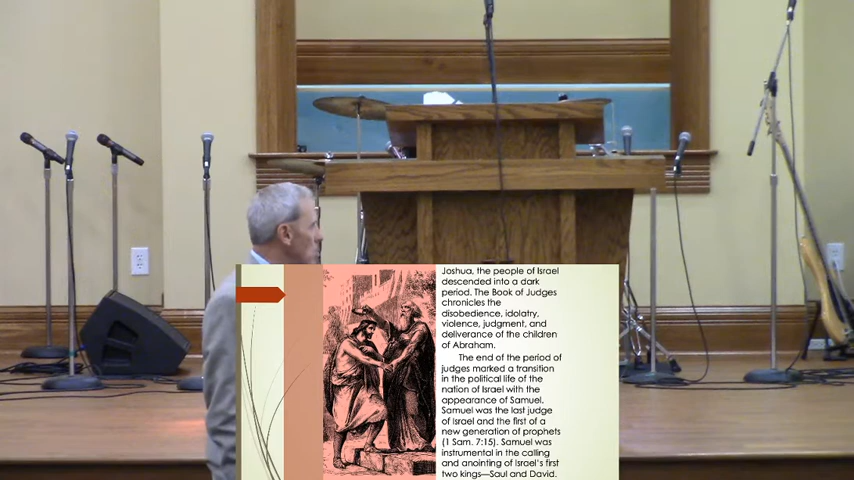 Joshua, the people of Israel
descended into a dark
period. The Book of Judges
chronicles the
disobedience, idolatry,
violence, judgment, and
deliverance of the children
of Abraham.
The end of the period of
judges marked a transition
in the political life of the
nation of Israel with the
appearance of Samuel.
Samuel was the last judge
of Israel and the first of a
new generation of prophets
(1 Sam. 7:15). Samuel was
instrumental in the calling
and anointing of Israel's first
two kings—Saul and David.